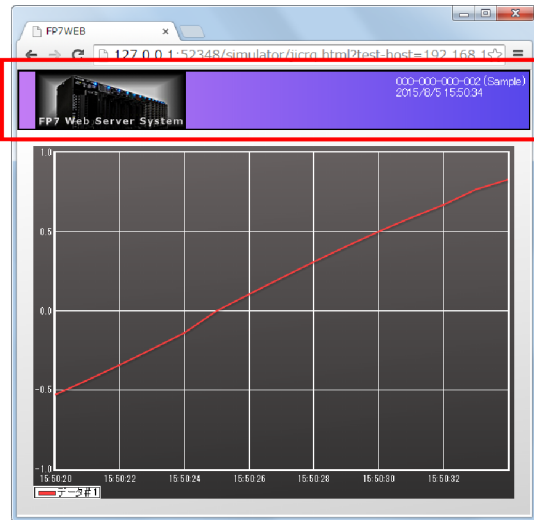 FP7WEB
127.0.0.1:52348/simulator/jicrg.html?test-host=192.168.1
FP7 Web Server System
000-000-000-002 (Sample)
2015/8/5 15:50:34
1.0
0.5
0.0
-0.5
-1.0
15:50:20 15:50:22 15:50:24 15:50:26 15:50:28 15:50:30 15:50:32
データ#1